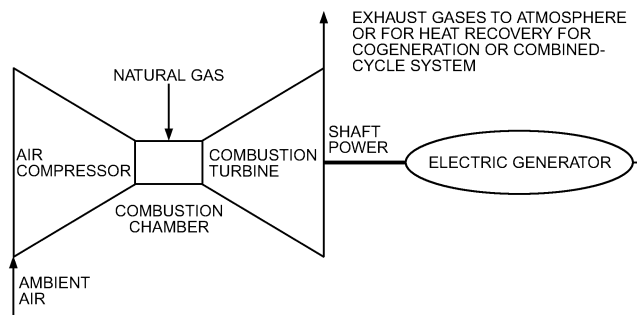 EXHAUST GASES TO ATMOSPHERE
OR FOR HEAT RECOVERY FOR
COGENERATION OR COMBINED-
CYCLE SYSTEM
NATURAL GAS
AIR
COMPRESSOR
COMBUSTION
TURBINE
SHAFT
POWER
ELECTRIC GENERATOR
COMBUSTION
CHAMBER
AMBIENT
AIR